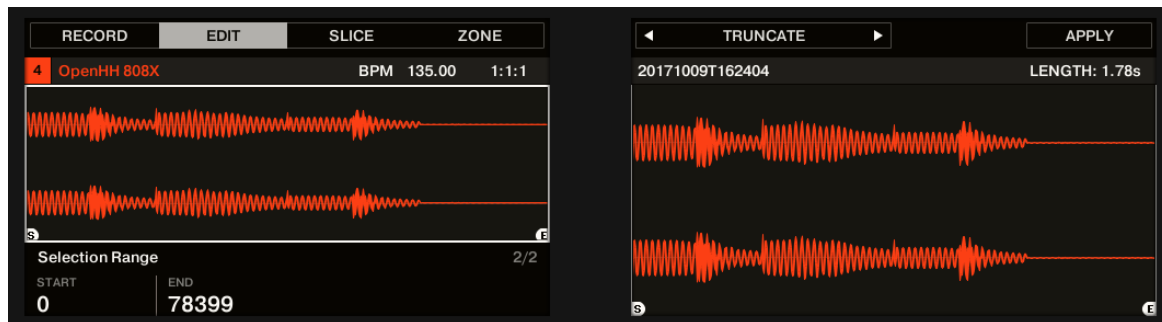 RECORD EDIT SLICE ZONE
4 OpenHH 808X BPM 135.00 1:1:1
S E
Selection Range 2/2
START END
0 78399
◀ TRUNCATE ▶ APPLY
20171009T162404 LENGTH: 1.78s
S E